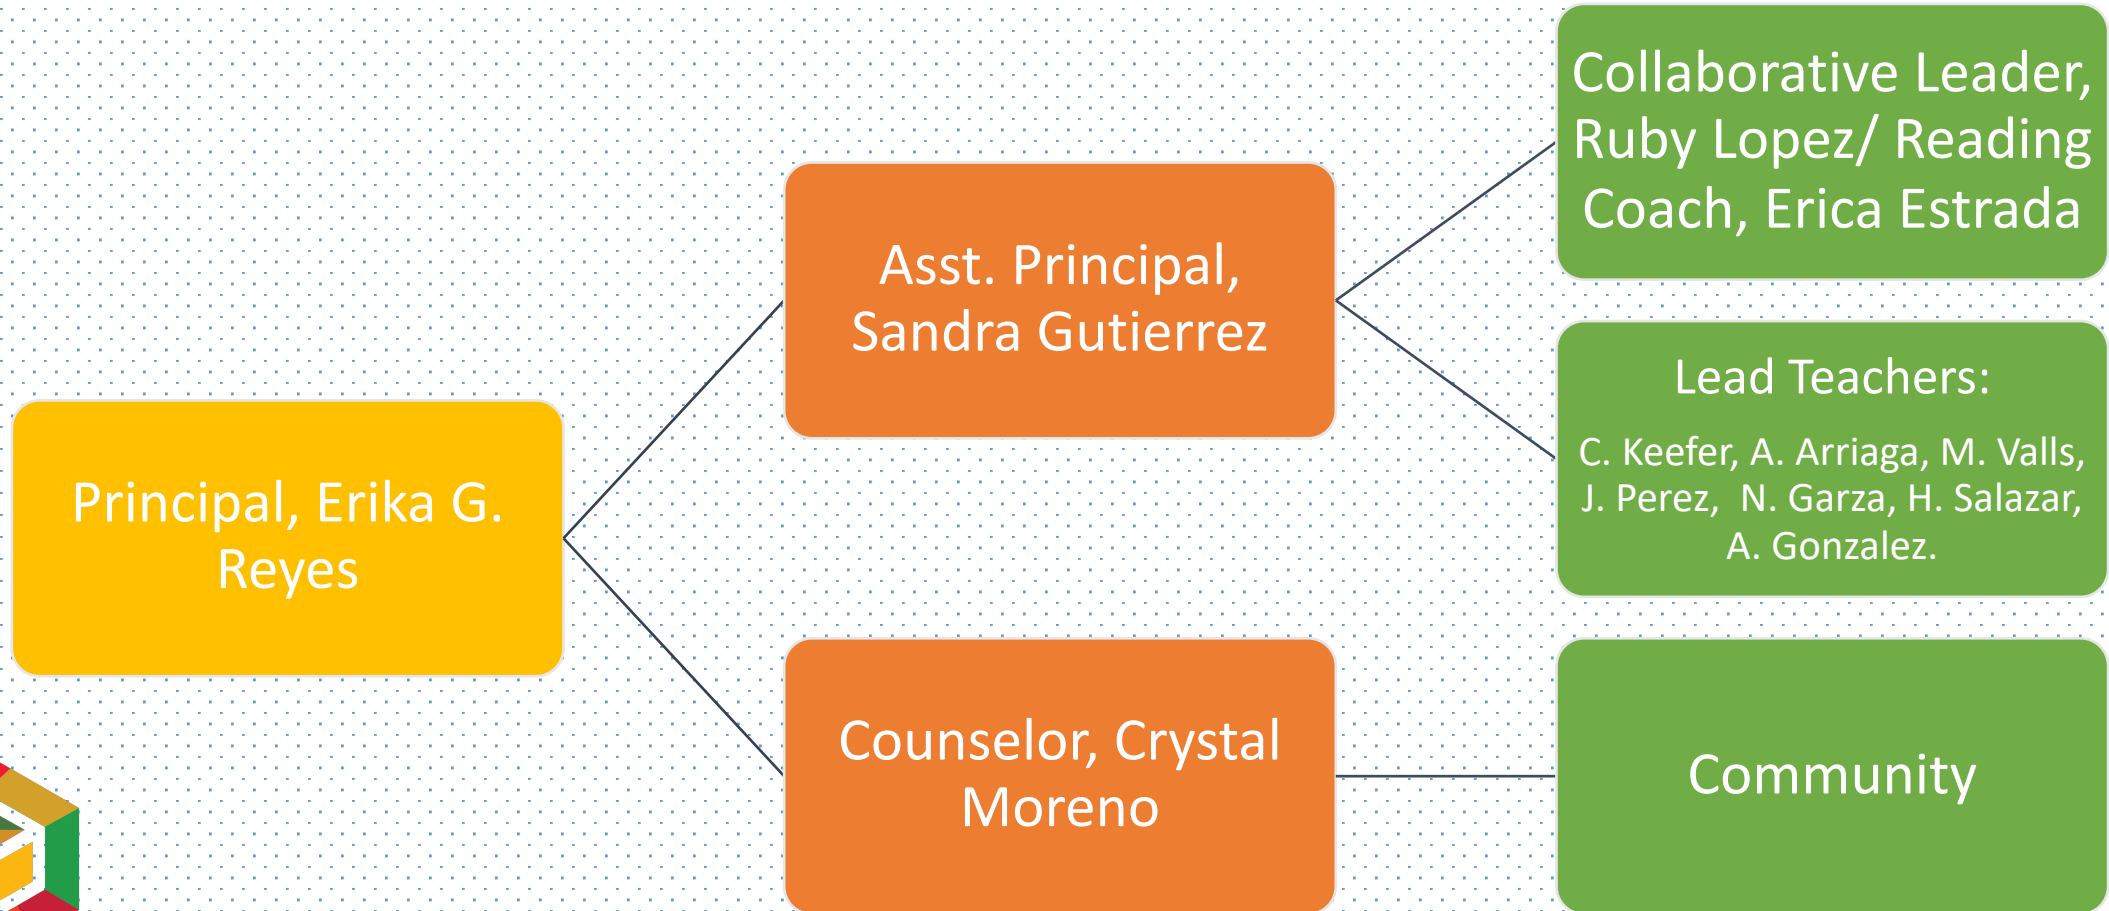 Principal, Erika G.
Reyes
Asst. Principal,
Sandra Gutierrez
Counselor, Crystal
Moreno
Collaborative Leader,
Ruby Lopez/ Reading
Coach, Erica Estrada
Lead Teachers:
C. Keefer, A. Arriaga, M. Valls,
J. Perez,  N. Garza, H. Salazar,
A. Gonzalez.
Community